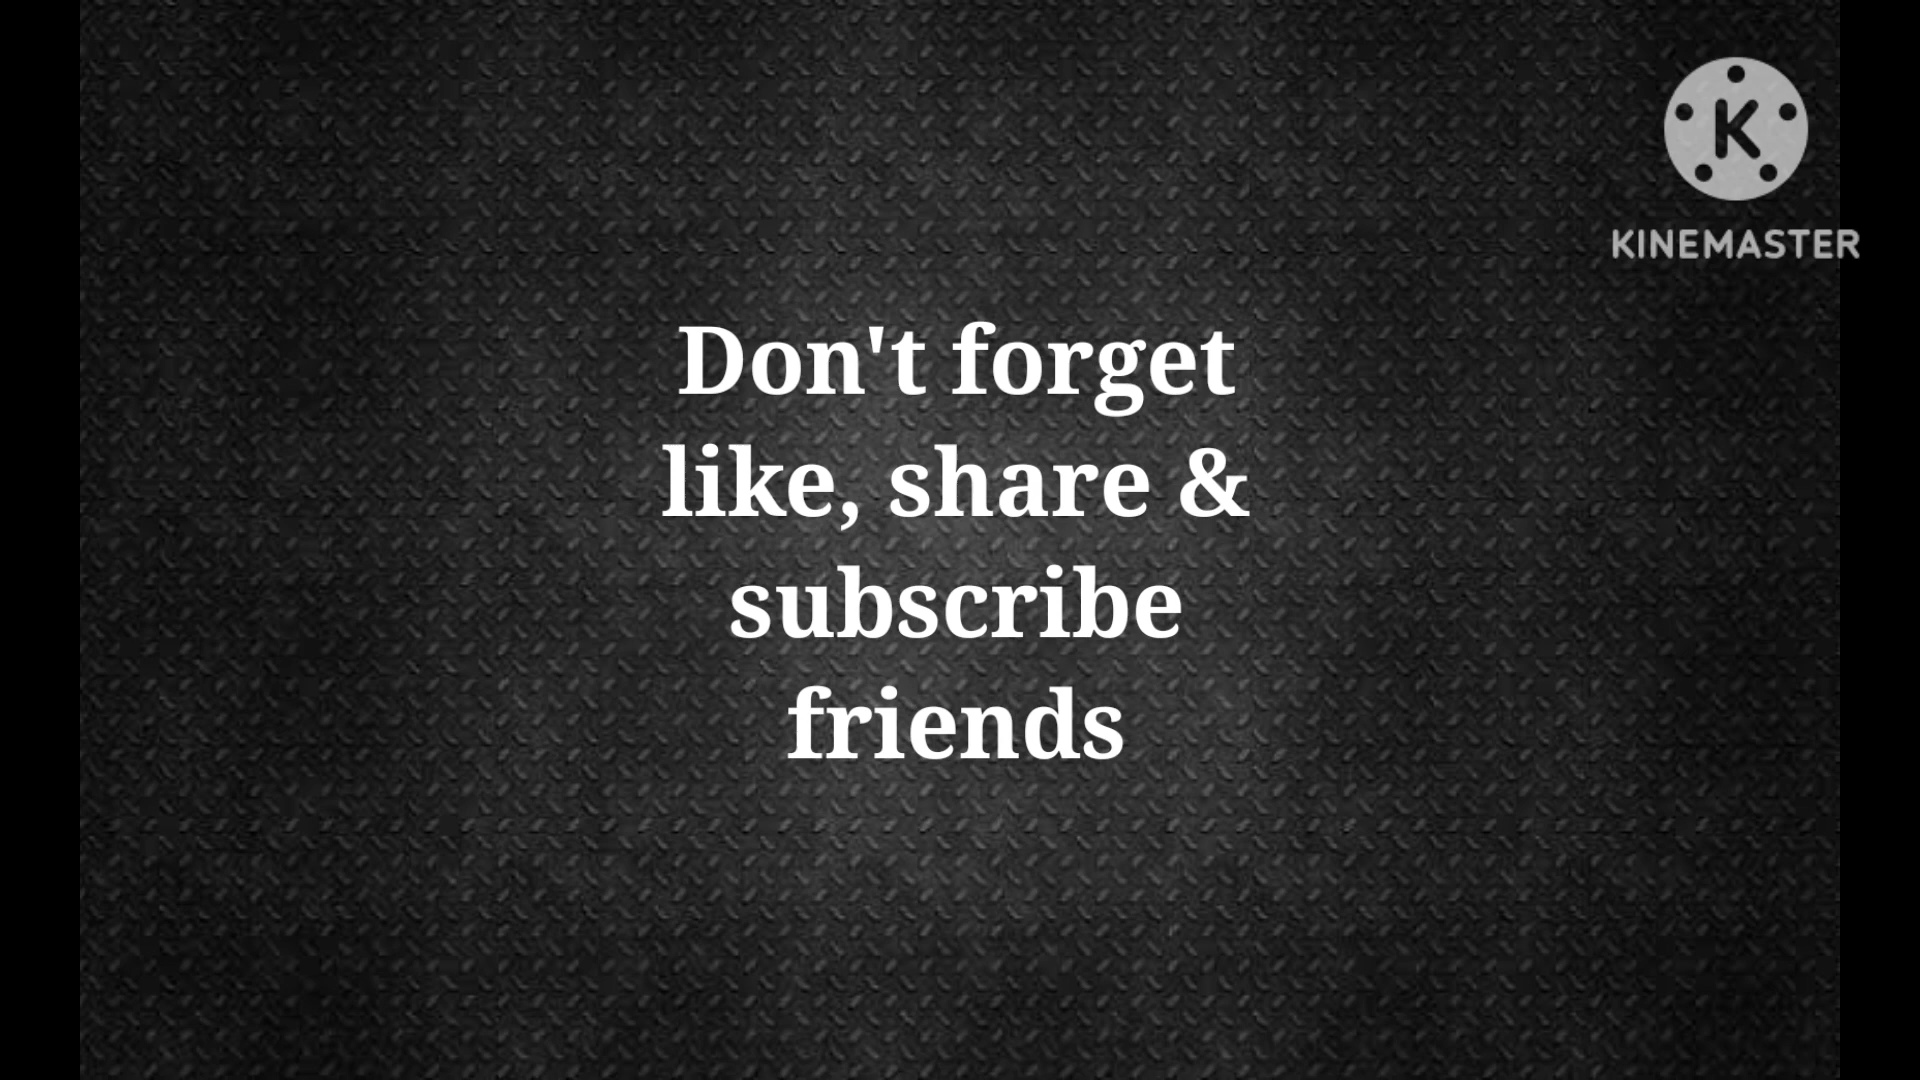 K
KINEMASTER
Don't forget
like, share &
subscribe
friends